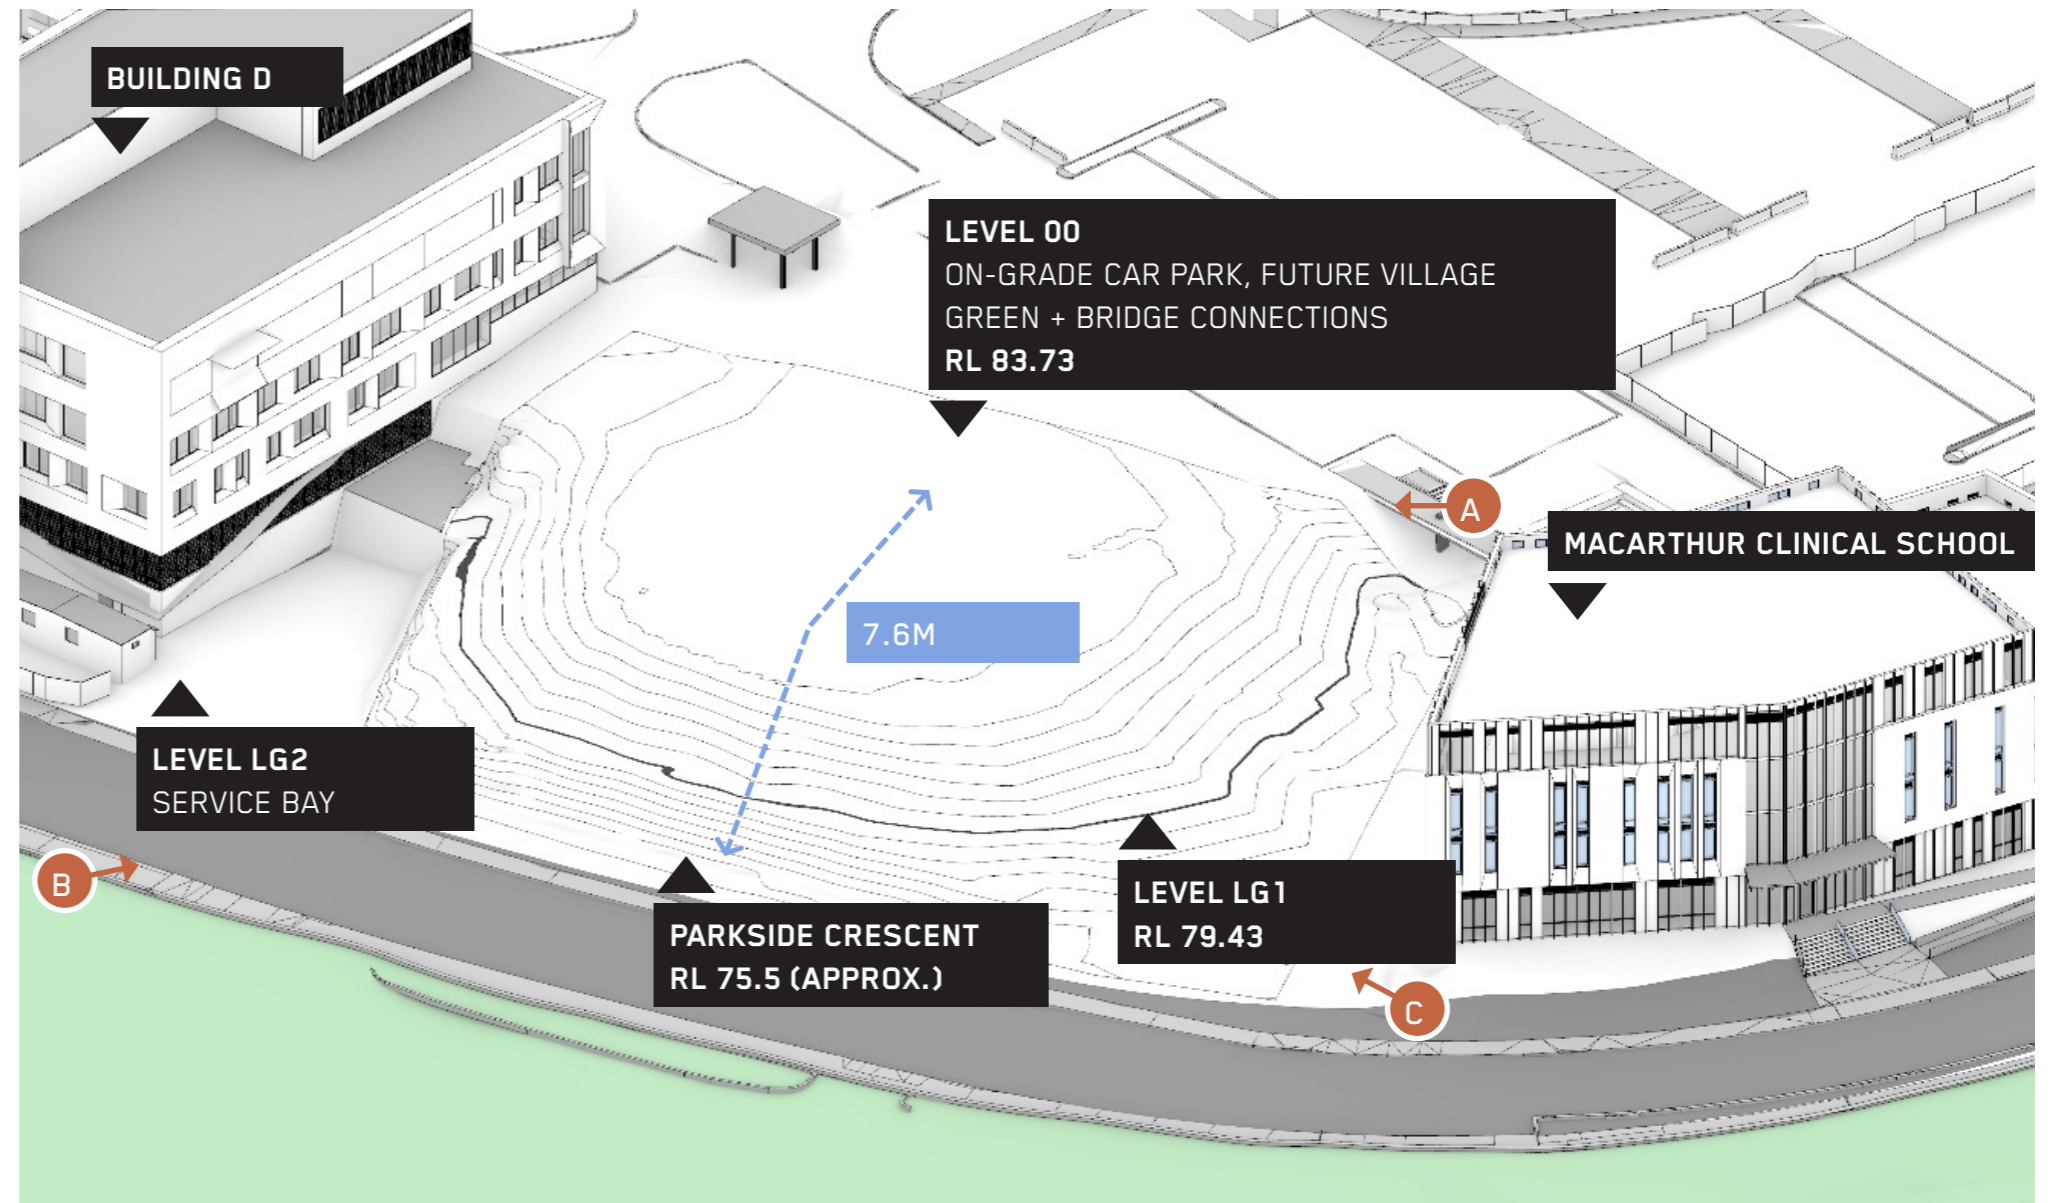 BUILDING D
LEVEL 00
ON-GRADE CAR PARK, FUTURE VILLAGE
GREEN + BRIDGE CONNECTIONS
RL 83.73
A
MACARTHUR CLINICAL SCHOOL
7.6M
LEVEL LG2
SERVICE BAY
B
LEVEL LG1
RL 79.43
PARKSIDE CRESCENT
RL 75.5 (APPROX.)
C